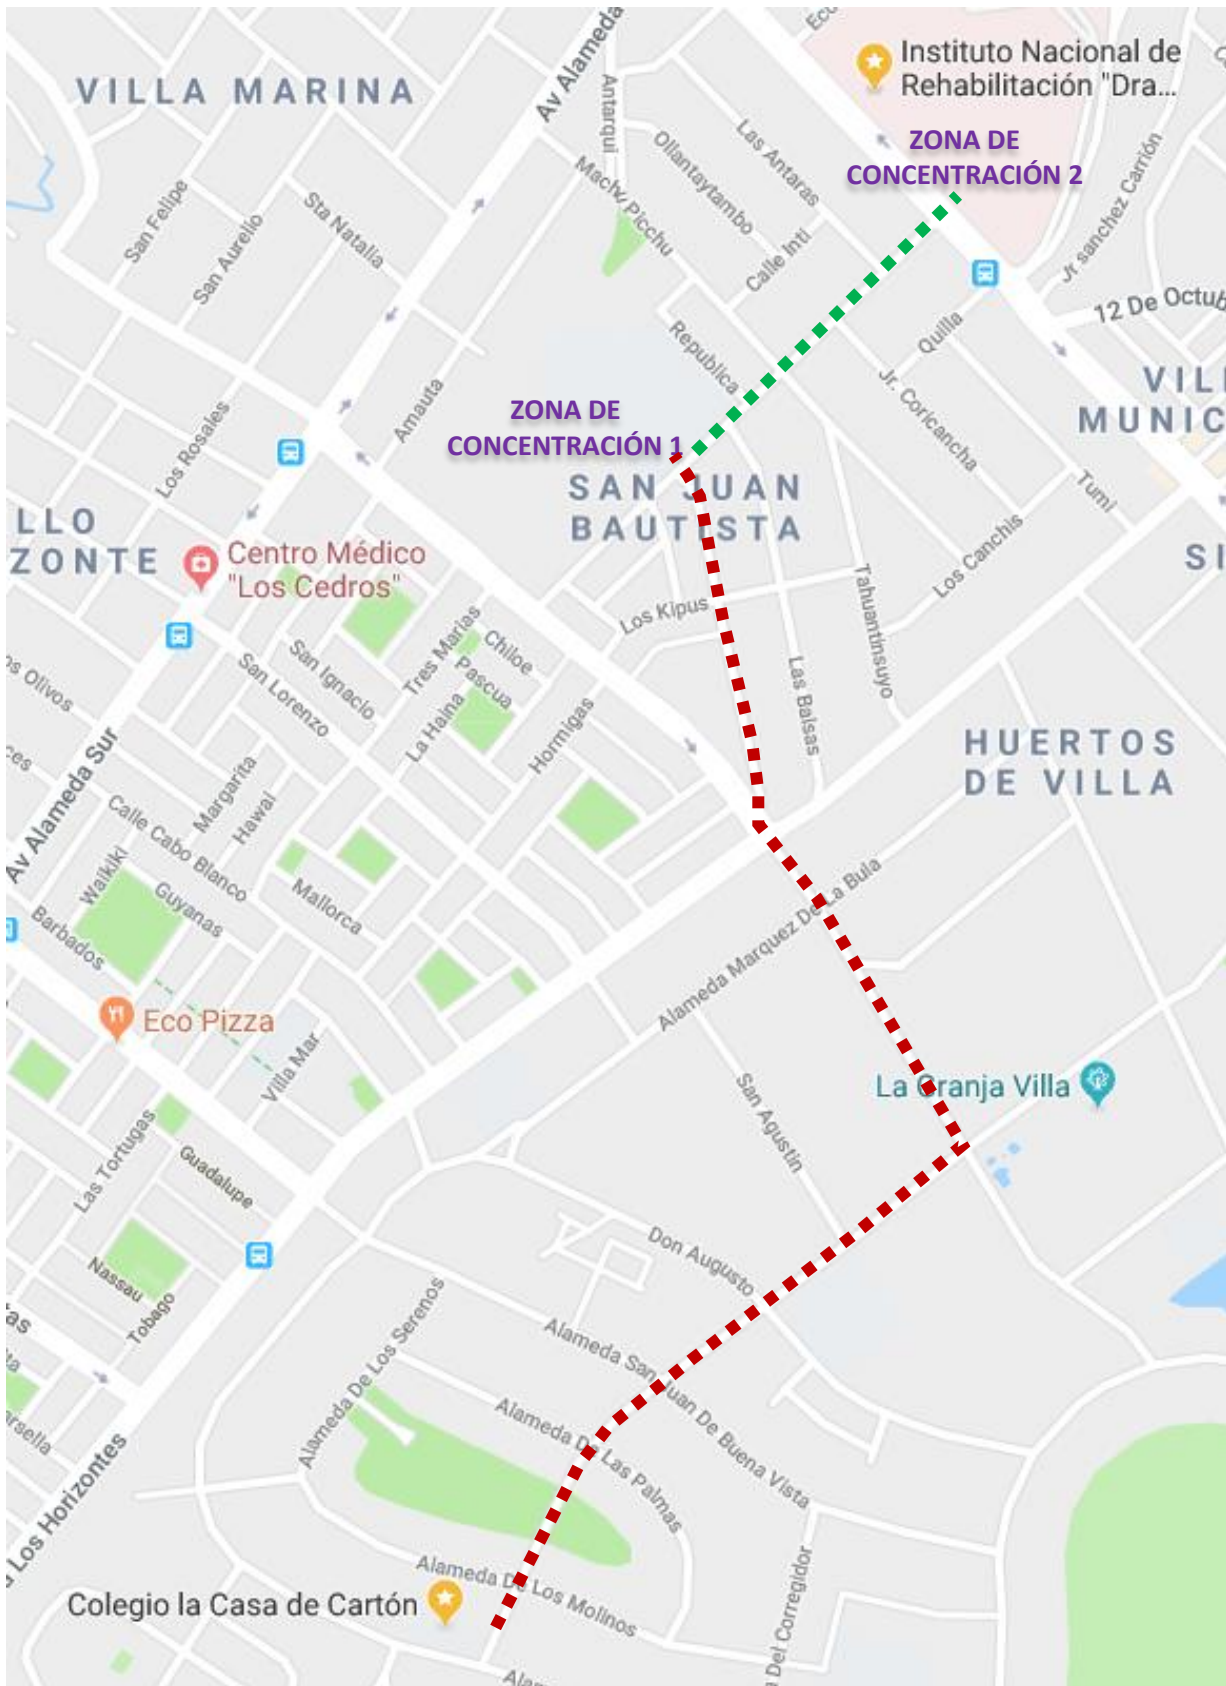 Eco
Instituto Nacional de
Rehabilitación "Dra...
Av Alameda
VILLA MARINA
Antarqui
Las Antaras
ZONA DE
CONCENTRACIÓN 2
Ollantaytambo
Machu Picchu
Jr sanchez Carrión
San Felipe
Sta Natalia
San Aurelio
Calle Inti
12 De Octub
Quilla
Republica
VILL
MUNIC
Jr. Coricancha
Amauta
ZONA DE
CONCENTRACIÓN 1
Los Rosales
SAN JUAN
BAUTISTA
Tumi
LLO
ZONTE
Centro Médico
"Los Cedros"
Los Canchis
SI
Tahuantinsuyo
Los Kipus
Tres Marias
Chiloe
San Ignacio
Pascua
San Lorenzo
os Olivos
La Haina
Las Balsas
Hormigas
HUERTOS
DE VILLA
ces
Av Alameda Sur
Margarita
Hawai
Calle Cabo Blanco
Waikiki
Guyanas
Mallorca
Barbados
Alameda Marquez De La Bula
Eco Pizza
Villa Mar
La Granja Villa
San Agustin
Las Tortugas
Guadalupe
Don Augusto
Nassau
Tobago
as
Alameda De Los Serenos
Alameda San Juan De Buena Vista
ta
arsella
Alameda De Las Palmas
Los Horizontes
Alameda De Los Molinos
Colegio la Casa de Cartón
Del Corregidor
Alam